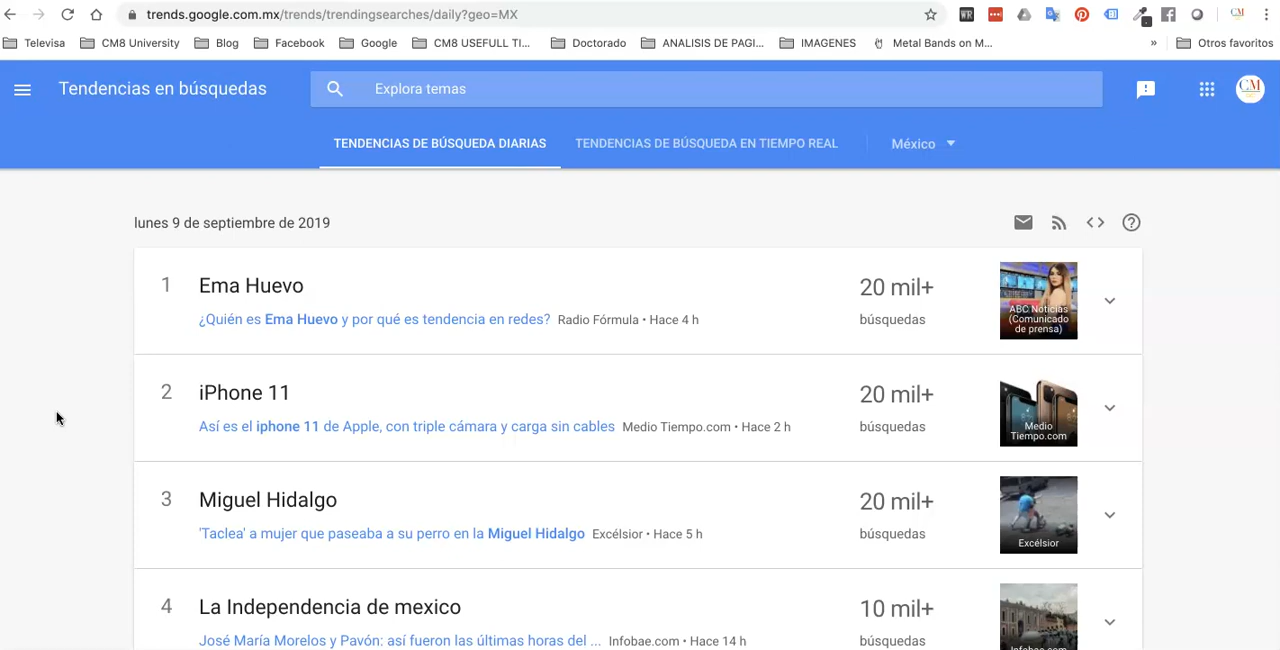 trends.google.com.mx/trends/trendingsearches/daily?geo=MX
Televisa CM8 University Blog Facebook Google CM8 USEFULL TI... Doctorado ANALISIS DE PAGI... IMAGENES Metal Bands on M... » Otros favoritos
Tendencias en búsquedas Explora temas CM
TENDENCIAS DE BÚSQUEDA DIARIAS TENDENCIAS DE BÚSQUEDA EN TIEMPO REAL México
lunes 9 de septiembre de 2019
1 Ema Huevo 20 mil+
¿Quién es Ema Huevo y por qué es tendencia en redes? Radio Fórmula • Hace 4 h búsquedas
ABC Noticias
(Comunicado
de prensa)
2 iPhone 11 20 mil+
Así es el iphone 11 de Apple, con triple cámara y carga sin cables Medio Tiempo.com • Hace 2 h búsquedas
Medio
Tiempo.com
3 Miguel Hidalgo 20 mil+
'Taclea' a mujer que paseaba a su perro en la Miguel Hidalgo Excélsior • Hace 5 h búsquedas
Excélsior
4 La Independencia de mexico 10 mil+
José María Morelos y Pavón: así fueron las últimas horas del ... Infobae.com • Hace 14 h búsquedas
Infobae.com